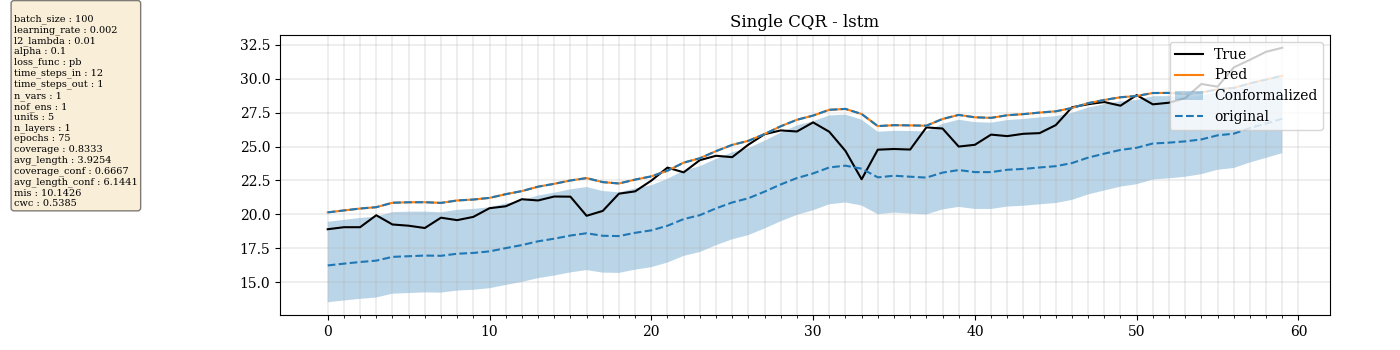 batch_size : 100
learning_rate : 0.002
l2_lambda : 0.01
alpha : 0.1
loss_func : pb
time_steps_in : 12
time_steps_out : 1
n_vars : 1
nof_ens : 1
units : 5
n_layers : 1
epochs : 75
coverage : 0.8333
avg_length : 3.9254
coverage_conf : 0.6667
avg_length_conf : 6.1441
mis : 10.1426
cwc : 0.5385
Single CQR - lstm
32.5
30.0
27.5
25.0
22.5
20.0
17.5
15.0
True
Pred
Conformalized
original
0 10 20 30 40 50 60